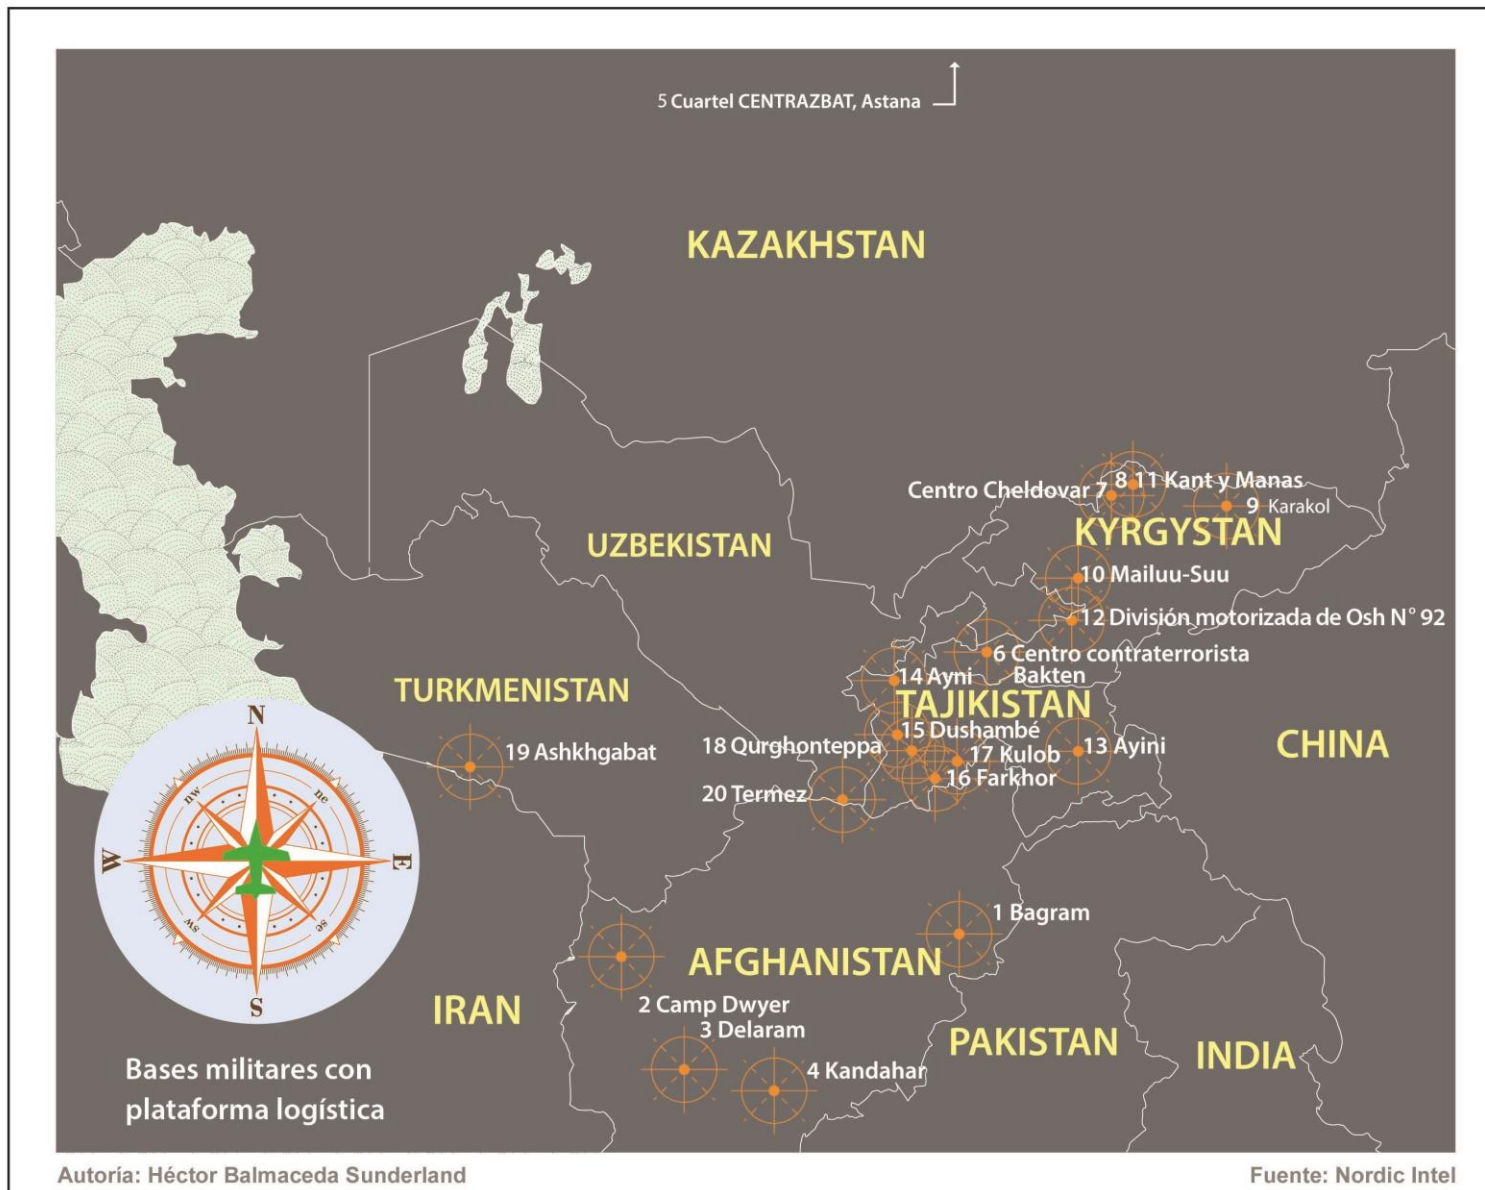 5 Cuartel CENTRAZBAT, Astana
KAZAKHSTAN
Centro Cheldovar 7
8 11 Kant y Manas
9 Karakol
KYRGYSTAN
UZBEKISTAN
10 Mailuu-Suu
12 División motorizada de Osh N° 92
6 Centro contraterrorista
Bakten
14 Ayni
TAJIKISTAN
TURKMENISTAN
15 Dushambé
18 Qurghonteppa
17 Kulob
13 Ayini
CHINA
19 Ashkhgabat
16 Farkhor
20 Termez
N
nw
ne
W
E
sw
se
S
1 Bagram
AFGHANISTAN
2 Camp Dwyer
3 Delaram
IRAN
PAKISTAN
INDIA
4 Kandahar
Bases militares con
plataforma logística
Autoría: Héctor Balmaceda Sunderland
Fuente: Nordic Intel